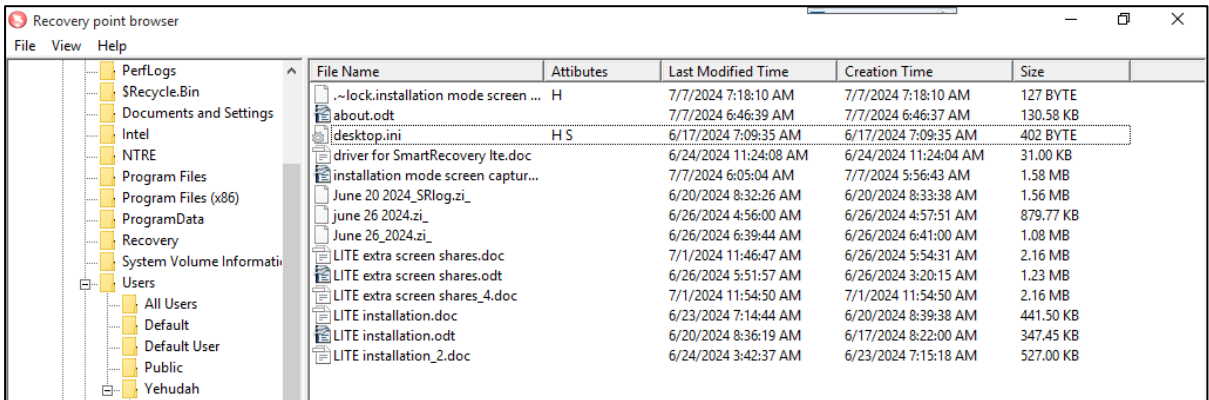 Recovery point browser
File View Help
PerfLogs
$Recycle.Bin
Documents and Settings
Intel
NTRE
Program Files
Program Files (x86)
ProgramData
Recovery
System Volume Informati
Users
All Users
Default
Default User
Public
Yehudah
File Name Attibutes Last Modified Time Creation Time Size
.~lock.installation mode screen ... H 7/7/2024 7:18:10 AM 7/7/2024 7:18:10 AM 127 BYTE
about.odt 7/7/2024 6:46:39 AM 7/7/2024 6:46:37 AM 130.58 KB
desktop.ini H S 6/17/2024 7:09:35 AM 6/17/2024 7:09:35 AM 402 BYTE
driver for SmartRecovery lte.doc 6/24/2024 11:24:08 AM 6/24/2024 11:24:04 AM 31.00 KB
installation mode screen captur... 7/7/2024 6:05:04 AM 7/7/2024 5:56:43 AM 1.58 MB
June 20 2024_SRlog.zi_ 6/20/2024 8:32:26 AM 6/20/2024 8:33:38 AM 1.56 MB
june 26 2024.zi_ 6/26/2024 4:56:00 AM 6/26/2024 4:57:51 AM 879.77 KB
June 26_2024.zi_ 6/26/2024 6:39:44 AM 6/26/2024 6:41:00 AM 1.08 MB
LITE extra screen shares.doc 7/1/2024 11:46:47 AM 6/26/2024 5:54:31 AM 2.16 MB
LITE extra screen shares.odt 6/26/2024 5:51:57 AM 6/26/2024 3:20:15 AM 1.23 MB
LITE extra screen shares_4.doc 7/1/2024 11:54:50 AM 7/1/2024 11:54:50 AM 2.16 MB
LITE installation.doc 6/23/2024 7:14:44 AM 6/20/2024 8:39:38 AM 441.50 KB
LITE installation.odt 6/20/2024 8:36:19 AM 6/17/2024 8:22:00 AM 347.45 KB
LITE installation_2.doc 6/24/2024 3:42:37 AM 6/23/2024 7:15:18 AM 527.00 KB